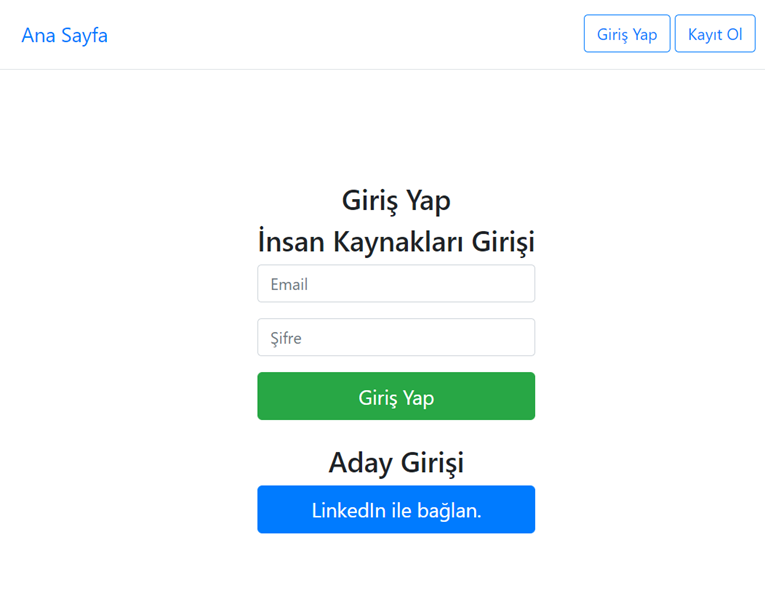 Ana Sayfa
Giriş Yap
Kayıt Ol
Giriş Yap
İnsan Kaynakları Girişi
Email
Şifre
Giriş Yap
Aday Girişi
LinkedIn ile bağlan.